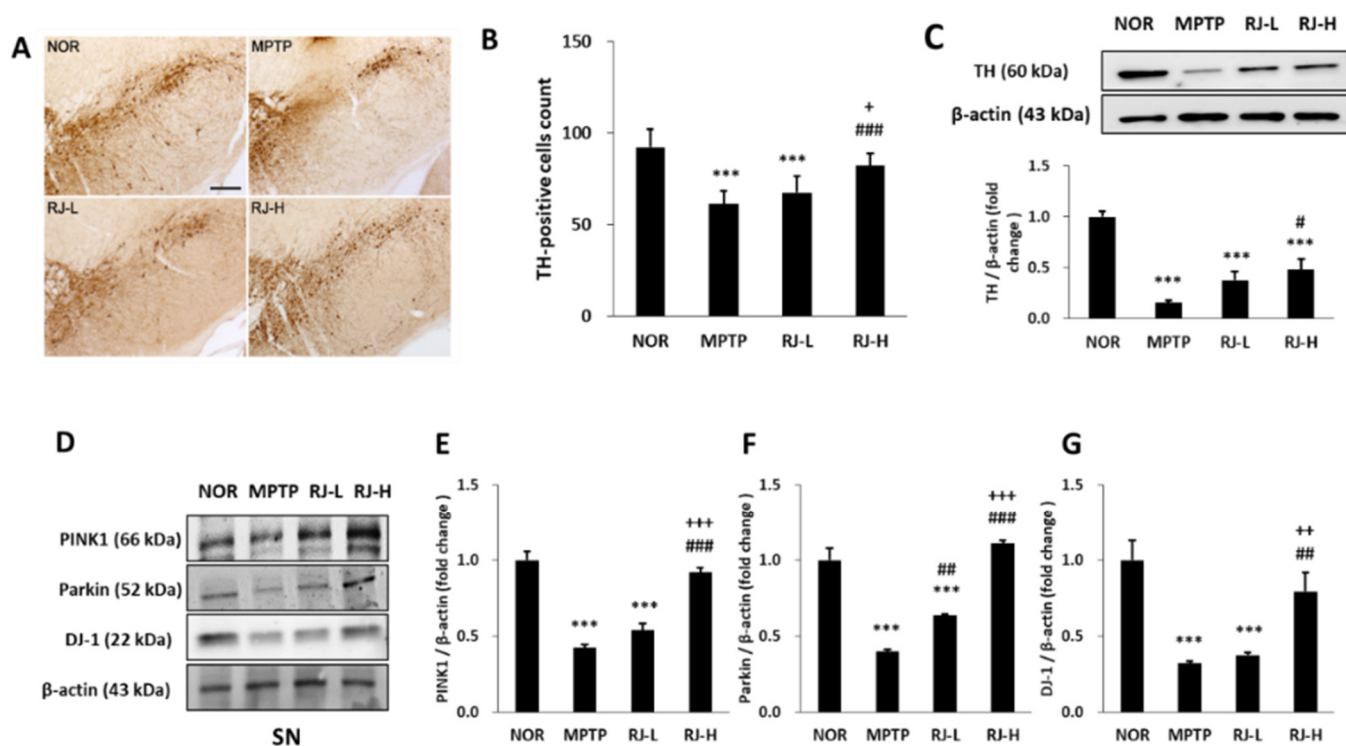 A
NOR
MPTP
RJ-L
RJ-H
B
TH-positive cells count
150
100
50
0
***
***
+
###
NOR MPTP RJ-L RJ-H
C
NOR MPTP RJ-L RJ-H
TH (60 kDa)
β-actin (43 kDa)
TH / β-actin (fold
change )
1.5
1.0
0.5
0.0
***
***
#
***
NOR MPTP RJ-L RJ-H
D
NOR MPTP RJ-L RJ-H
PINK1 (66 kDa)
Parkin (52 kDa)
DJ-1 (22 kDa)
β-actin (43 kDa)
SN
E
PINK1 / β-actin (fold change )
1.5
1.0
0.5
0.0
***
***
+++
###
NOR MPTP RJ-L RJ-H
F
Parkin / β-actin (fold change )
1.5
1.0
0.5
0.0
***
##
***
+++
###
NOR MPTP RJ-L RJ-H
G
DJ-1 / β-actin (fold change )
1.5
1.0
0.5
0.0
***
***
++
##
NOR MPTP RJ-L RJ-H